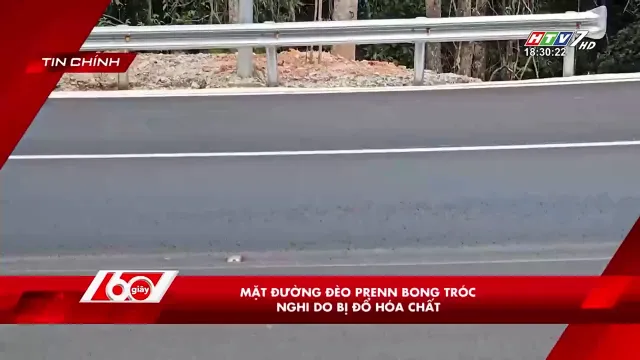 HTV7 HD
TIN CHÍNH
18:30:22
60 giây
MẶT ĐƯỜNG ĐÈO PRENN BONG TRÓC
NGHI DO BỊ ĐỔ HÓA CHẤT